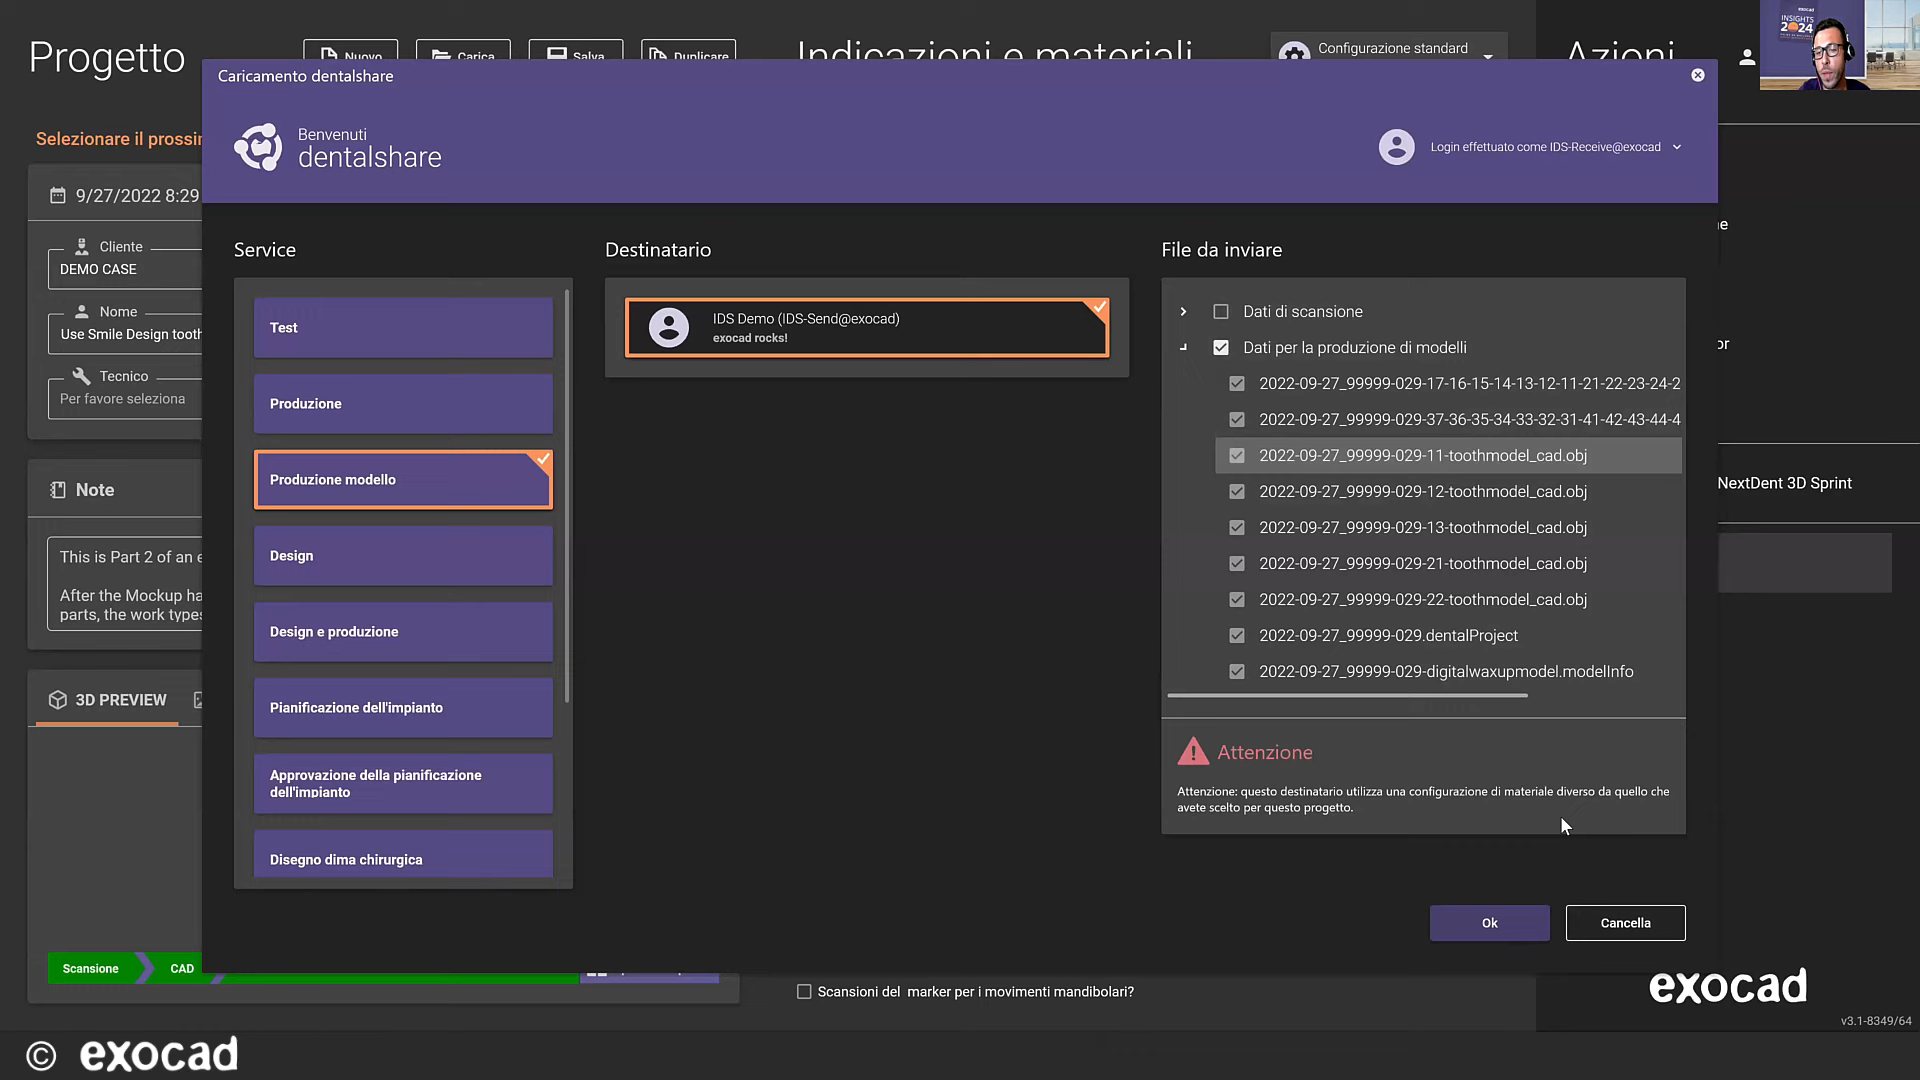 Progetto
Nuovo
Carica
Salva
Duplicare
Indicazioni e materiali
Configurazione standard
Azioni
exocad
INSIGHTS
2024
Caricamento dentalshare
Benvenuti
dentalshare
Login effettuato come IDS-Receive@exocad
Selezionare il prossin
9/27/2022 8:29
Cliente
DEMO CASE
Nome
Use Smile Design tooth
Tecnico
Per favore seleziona
Note
This is Part 2 of an e
After the Mockup ha
parts, the work types
3D PREVIEW
Scansione
CAD
Service
Test
Produzione
Produzione modello
Design
Design e produzione
Pianificazione dell'impianto
Approvazione della pianificazione
dell'impianto
Disegno dima chirurgica
Destinatario
IDS Demo (IDS-Send@exocad)
exocad rocks!
File da inviare
Dati di scansione
Dati per la produzione di modelli
2022-09-27_99999-029-17-16-15-14-13-12-11-21-22-23-24-2
2022-09-27_99999-029-37-36-35-34-33-32-31-41-42-43-44-4
2022-09-27_99999-029-11-toothmodel_cad.obj
2022-09-27_99999-029-12-toothmodel_cad.obj
2022-09-27_99999-029-13-toothmodel_cad.obj
2022-09-27_99999-029-21-toothmodel_cad.obj
2022-09-27_99999-029-22-toothmodel_cad.obj
2022-09-27_99999-029.dentalProject
2022-09-27_99999-029-digitalwaxupmodel.modelInfo
Attenzione
Attenzione: questo destinatario utilizza una configurazione di materiale diverso da quello che
avete scelto per questo progetto.
Ok
Cancella
ne
or
NextDent 3D Sprint
Scansioni del marker per i movimenti mandibolari?
exocad
v3.1-8349/64
© exocad